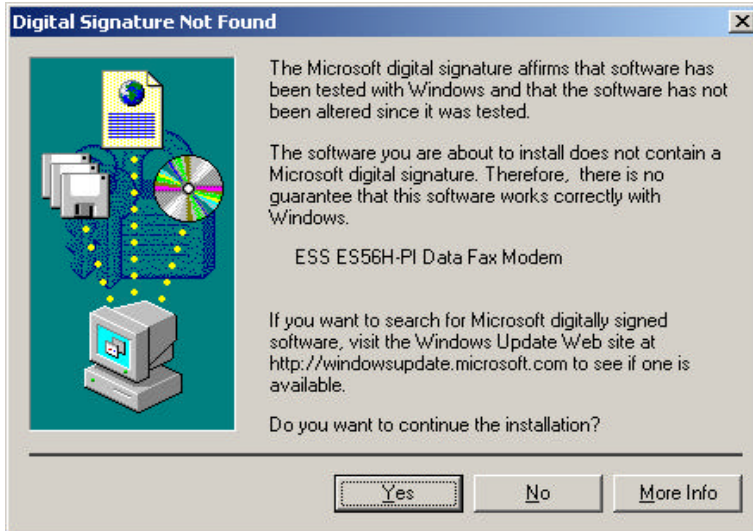 Digital Signature Not Found
The Microsoft digital signature affirms that software has
been tested with Windows and that the software has not
been altered since it was tested.
The software you are about to install does not contain a
Microsoft digital signature. Therefore,  there is no
guarantee that this software works correctly with
Windows.
ESS ES56H-PI Data Fax Modem
If you want to search for Microsoft digitally signed
software, visit the Windows Update Web site at
http://windowsupdate.microsoft.com to see if one is
available.
Do you want to continue the installation?
Yes
No
More Info